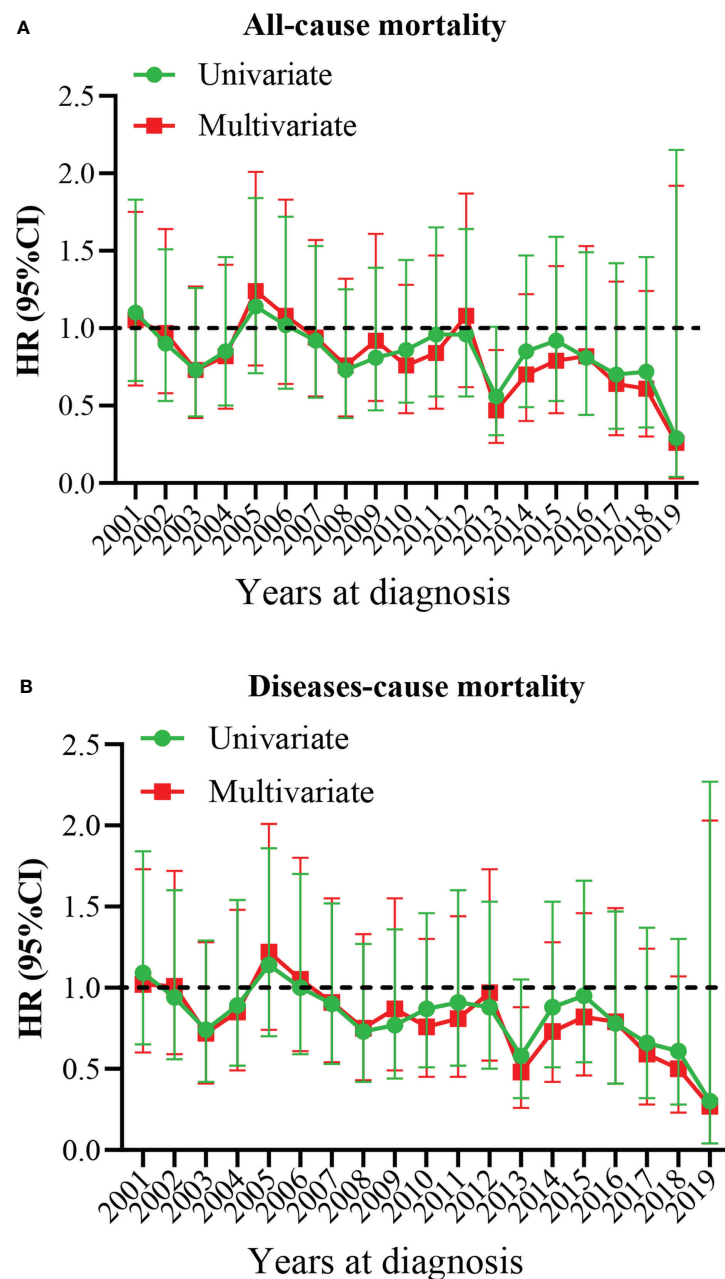 A
All-cause mortality
Univariate
Multivariate
2.5
2.0
1.5
1.0
0.5
0.0
HR (95%CI)
2001 2002 2003 2004 2005 2006 2007 2008 2009 2010 2011 2012 2013 2014 2015 2016 2017 2018 2019
Years at diagnosis
B
Diseases-cause mortality
Univariate
Multivariate
2.5
2.0
1.5
1.0
0.5
0.0
HR (95%CI)
2001 2002 2003 2004 2005 2006 2007 2008 2009 2010 2011 2012 2013 2014 2015 2016 2017 2018 2019
Years at diagnosis